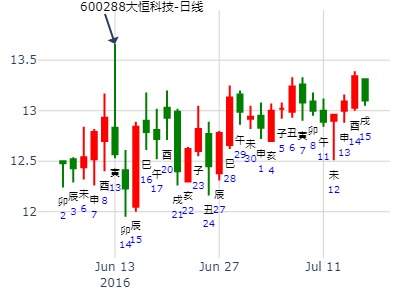 600288大恒科技-日线
13.5
13
12.5
12
卯
2
辰
3
未
6
申
7
酉
8
寅
13
卯
14
辰
15
巳
16
午
17
酉
20
戌
21
亥
22
子
23
丑
24
辰
27
巳
28
午
29
未
30
申
1
亥
4
子
5
丑
6
寅
7
卯
8
午
11
未
12
申
13
酉
14
戌
15
Jun 13
2016
Jun 27
Jul 11